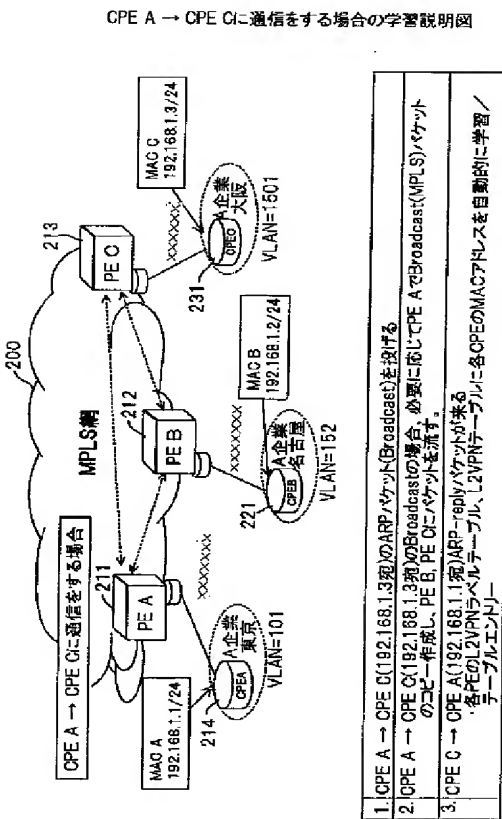 CPE A → CPE Cに通信をする場合の学習説明図
CPE A → CPE Cに通信をする場合
200
MPLS網
211
PE A
212
PE B
213
PE C
MAC A
192.168.1.1/24
214
CPEA
A企業
東京
VLAN=101
XXXXXXX
221
CPEB
A企業
名古屋
VLAN=152
XXXXXXX
MAC B
192.168.1.2/24
231
CPEC
A企業
大阪
VLAN=1501
XXXXXXX
MAC C
192.168.1.3/24
1. CPE A → CPE C(192.168.1.3宛)のARPパケット(Broadcast)を投げる
2. CPE A → CPE C(192.168.1.3宛)のBroadcastの場合、必要に応じてPE AでBroadcast(MPLS)パケット
のコピー作成し、PE B, PE Cにパケットを流す。
3. CPE C → CPE A(192.168.1.1宛)ARP-replyパケットが来る
・各PEのL2VPNラベルテーブル、L2VPNテーブルに各CPEのMACアドレスを自動的に学習／
テーブルエントリー